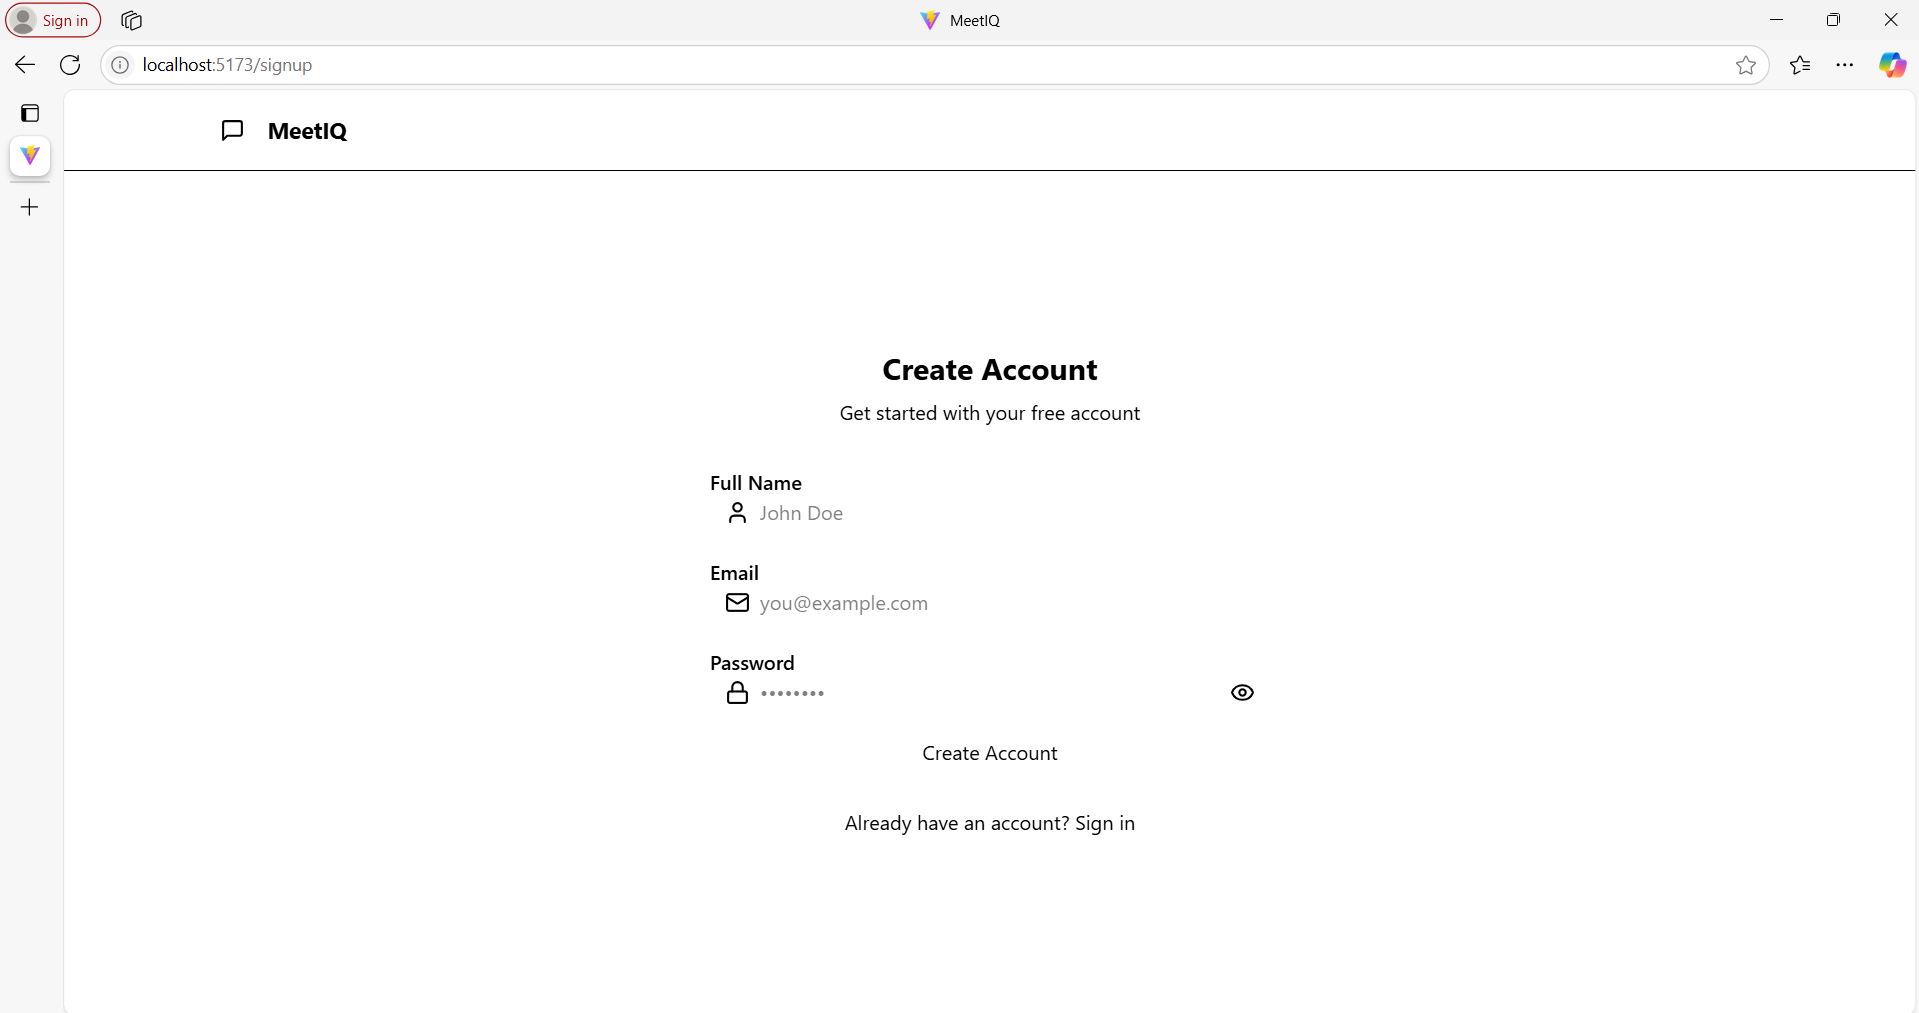 Sign in
MeetIQ
localhost:5173/signup
MeetIQ
Create Account
Get started with your free account
Full Name
John Doe
Email
you@example.com
Password
••••••••
Create Account
Already have an account? Sign in